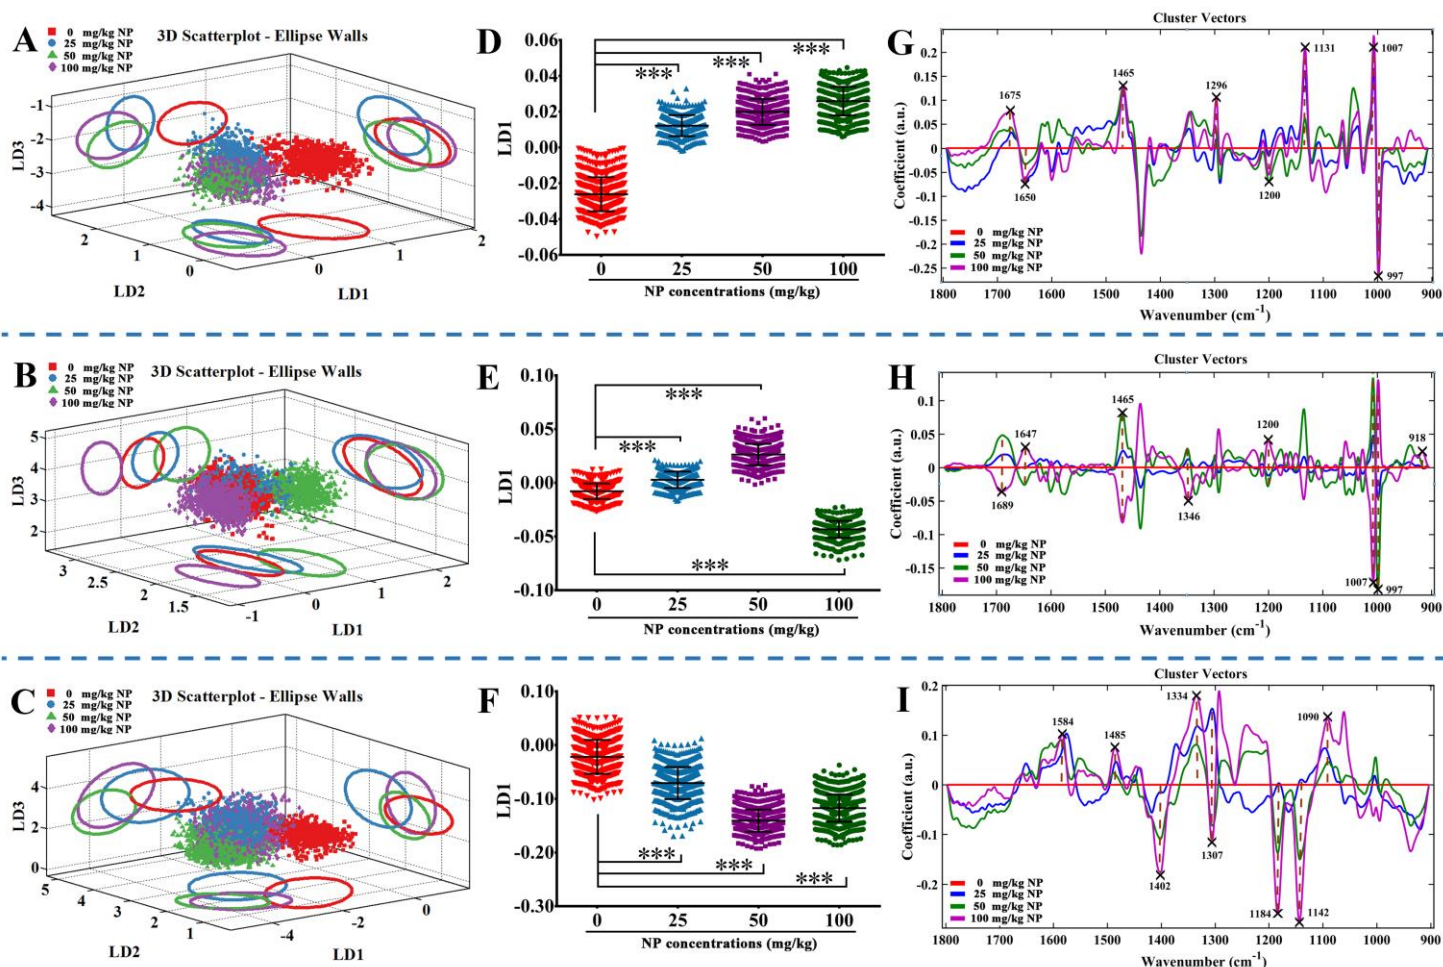 A
0 mg/kg NP
25 mg/kg NP
50 mg/kg NP
100 mg/kg NP
3D Scatterplot - Ellipse Walls
-1
-2
-3
-4
LD3
2
1
0
LD2
0
1
2
LD1
D
0.06
0.04
0.02
0.00
-0.02
-0.04
-0.06
LD1
***
***
***
0
25
50
100
NP concentrations (mg/kg)
G
Cluster Vectors
0.2
0.15
0.1
0.05
0
-0.05
-0.1
-0.15
-0.2
-0.25
Coefficient (a.u.)
1675
1650
1465
1296
1200
1131
1007
997
0 mg/kg NP
25 mg/kg NP
50 mg/kg NP
100 mg/kg NP
1800 1700 1600 1500 1400 1300 1200 1100 1000 900
Wavenumber (cm-1)
B
0 mg/kg NP
25 mg/kg NP
50 mg/kg NP
100 mg/kg NP
3D Scatterplot - Ellipse Walls
5
4
3
2
LD3
3
2.5
2
1.5
LD2
-1
0
1
2
LD1
E
0.10
0.05
0.00
-0.05
-0.10
LD1
***
***
***
0
25
50
100
NP concentrations (mg/kg)
H
Cluster Vectors
0.1
0.05
0
-0.05
-0.1
-0.15
Coefficient (a.u.)
1689
1647
1465
1346
1200
1007
997
918
0 mg/kg NP
25 mg/kg NP
50 mg/kg NP
100 mg/kg NP
1800 1700 1600 1500 1400 1300 1200 1100 1000 900
Wavenumber (cm-1)
C
0 mg/kg NP
25 mg/kg NP
50 mg/kg NP
100 mg/kg NP
3D Scatterplot - Ellipse Walls
4
2
0
LD3
5
4
3
2
1
LD2
-4
-2
0
LD1
F
0.10
0.00
-0.10
-0.20
-0.30
LD1
***
***
***
0
25
50
100
NP concentrations (mg/kg)
I
Cluster Vectors
0.2
0.1
0
-0.1
-0.2
Coefficient (a.u.)
1584
1485
1402
1334
1307
1184
1142
1090
0 mg/kg NP
25 mg/kg NP
50 mg/kg NP
100 mg/kg NP
1800 1700 1600 1500 1400 1300 1200 1100 1000 900
Wavenumber (cm-1)